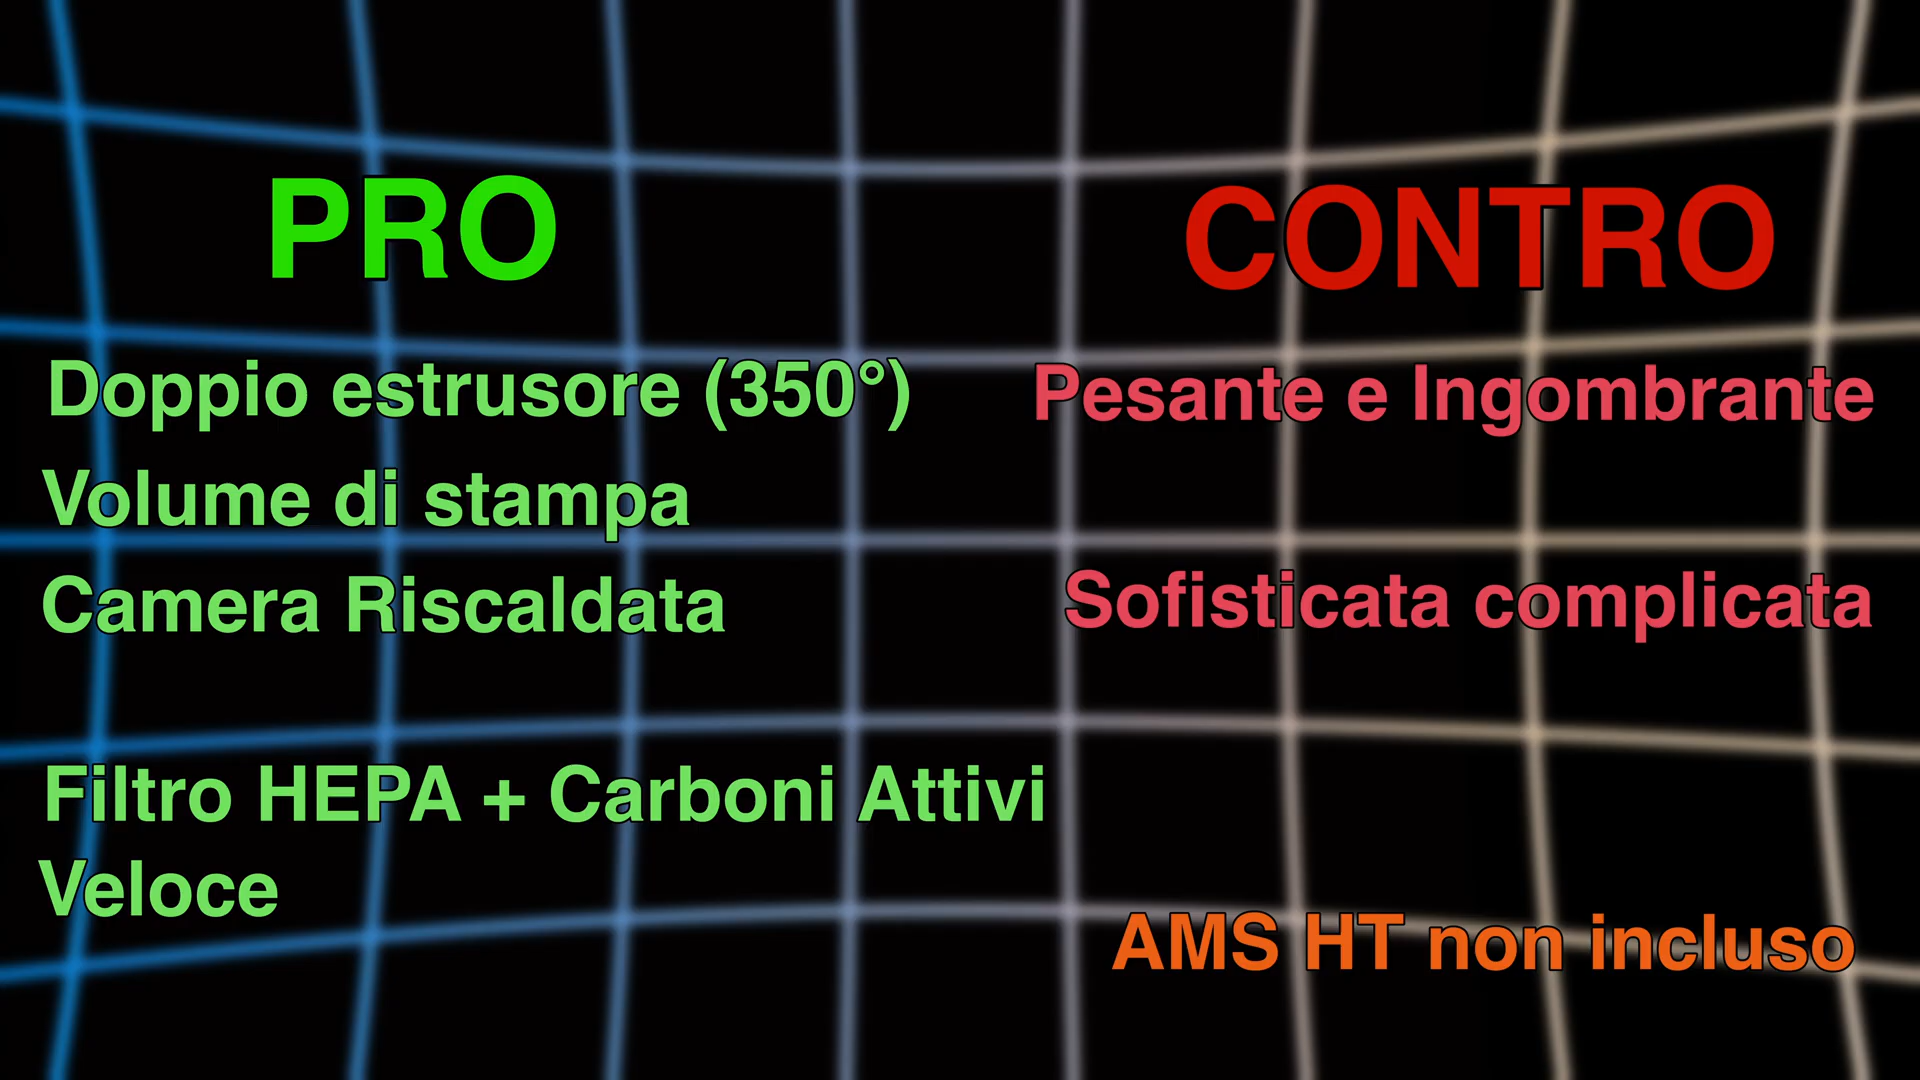 PRO
Doppio estrusore (350°)
Volume di stampa
Camera Riscaldata
Filtro HEPA + Carboni Attivi
Veloce
CONTRO
Pesante e Ingombrante
Sofisticata complicata
AMS HT non incluso